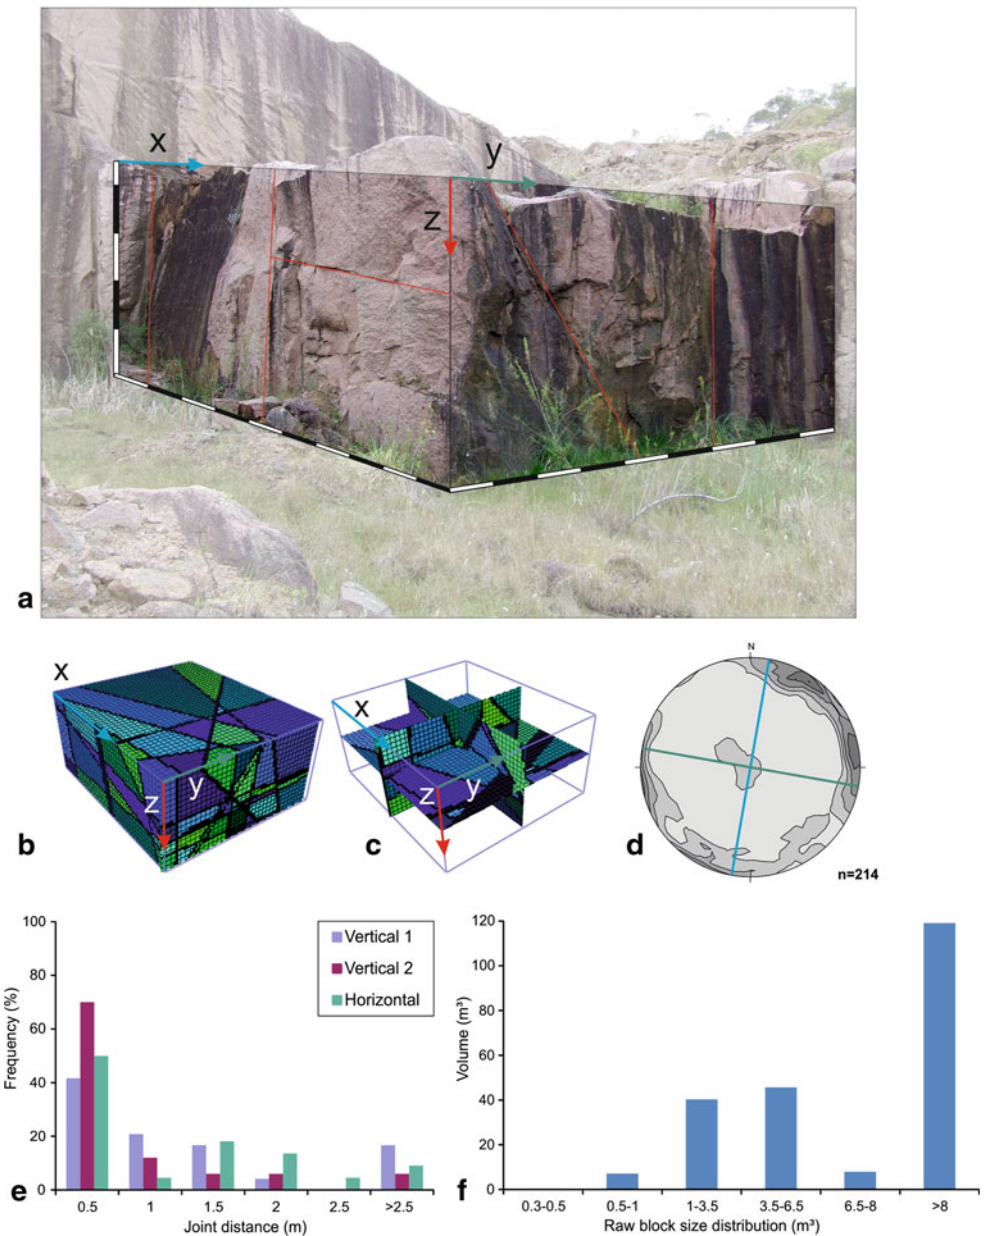 x
y
z
a
x
y
z
b
x
y
z
c
N
d
n=214
100
80
60
40
20
0
Frequency (%)
Vertical 1
Vertical 2
Horizontal
0.5 1 1.5 2 2.5 >2.5
Joint distance (m)
e
120
100
80
60
40
20
0
Volume (m³)
0.3-0.5 0.5-1 1-3.5 3.5-6.5 6.5-8 >8
Raw block size distribution (m³)
f